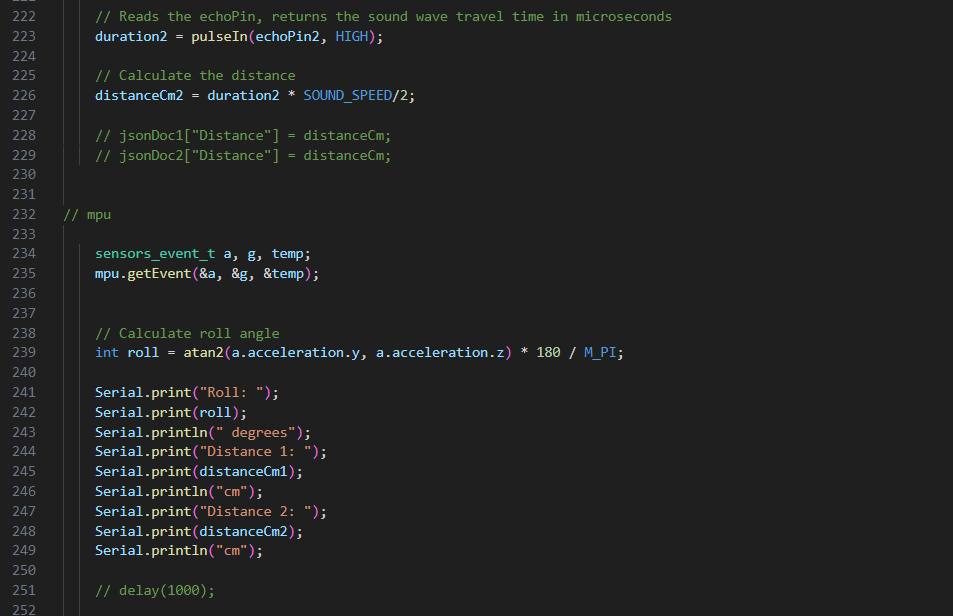 222 // Reads the echoPin, returns the sound wave travel time in microseconds
223 duration2 = pulseIn(echoPin2, HIGH);
224
225 // Calculate the distance
226 distanceCm2 = duration2 * SOUND_SPEED/2;
227
228 // jsonDoc1["Distance"] = distanceCm;
229 // jsonDoc2["Distance"] = distanceCm;
230
231
232 // mpu
233
234 sensors_event_t a, g, temp;
235 mpu.getEvent(&a, &g, &temp);
236
237
238 // Calculate roll angle
239 int roll = atan2(a.acceleration.y, a.acceleration.z) * 180 / M_PI;
240
241 Serial.print("Roll: ");
242 Serial.print(roll);
243 Serial.println(" degrees");
244 Serial.print("Distance 1: ");
245 Serial.print(distanceCm1);
246 Serial.println("cm");
247 Serial.print("Distance 2: ");
248 Serial.print(distanceCm2);
249 Serial.println("cm");
250
251 // delay(1000);
252